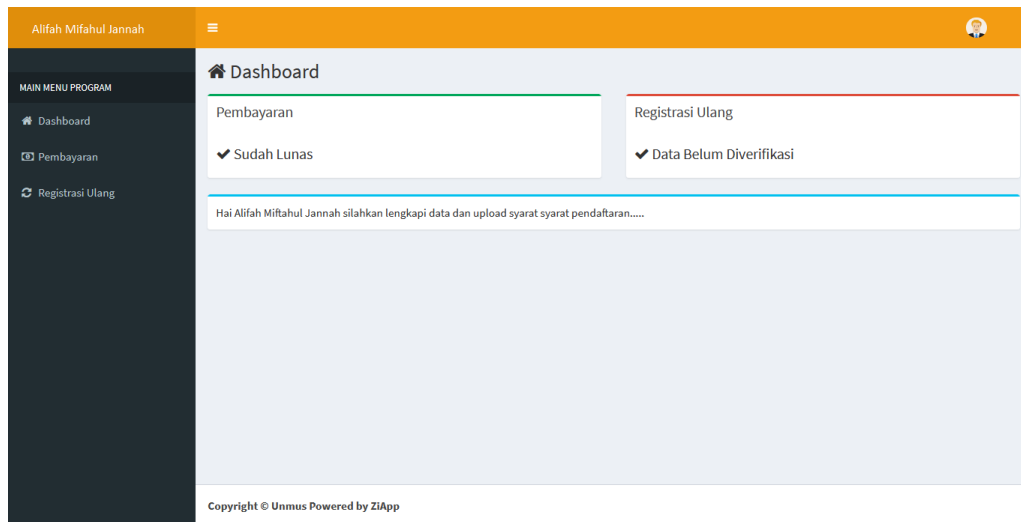 Alifah Mifahul Jannah
MAIN MENU PROGRAM
Dashboard
Pembayaran
Registrasi Ulang
Dashboard
Pembayaran
Sudah Lunas
Registrasi Ulang
Data Belum Diverifikasi
Hai Alifah Miftahul Jannah silahkan lengkapi data dan upload syarat syarat pendaftaran.....
Copyright © Unmus Powered by ZiApp